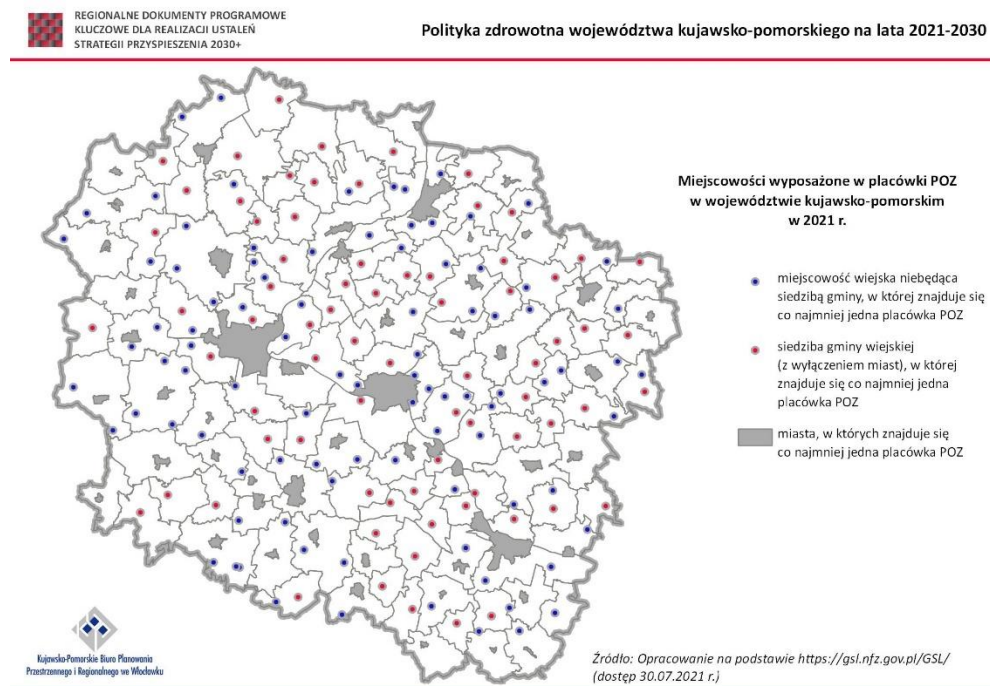 REGIONALNE DOKUMENTY PROGRAMOWE
KLUCZOWE DLA REALIZACJI USTALEŃ
STRATEGII PRZYSPIESZENIA 2030+
Polityka zdrowotna województwa kujawsko-pomorskiego na lata 2021-2030
Miejscowości wyposażone w placówki POZ
w województwie kujawsko-pomorskim
w 2021 r.
miejscowość wiejska niebędąca
siedzibą gminy, w której znajduje się
co najmniej jedna placówka POZ
siedziba gminy wiejskiej
(z wyłączeniem miast), w której
znajduje się co najmniej jedna
placówka POZ
miasta, w których znajduje się
co najmniej jedna placówka POZ
Kujawsko-Pomorskie Biuro Planowania
Przestrzennego i Regionalnego we Włocławku
Źródło: Opracowanie na podstawie https://gsl.nfz.gov.pl/GSL/
(dostęp 30.07.2021 r.)